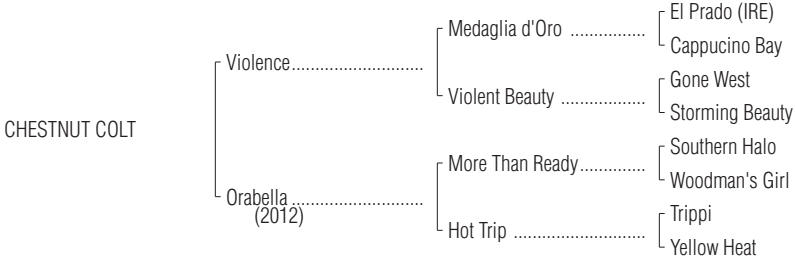 El Prado (IRE)
Medaglia d'Oro ................
Cappucino Bay
Violence............................
Gone West
Violent Beauty ..................
Storming Beauty
CHESTNUT COLT
Southern Halo
More Than Ready..............
Woodman's Girl
Orabella ............................
(2012)
Trippi
Hot Trip ............................
Yellow Heat